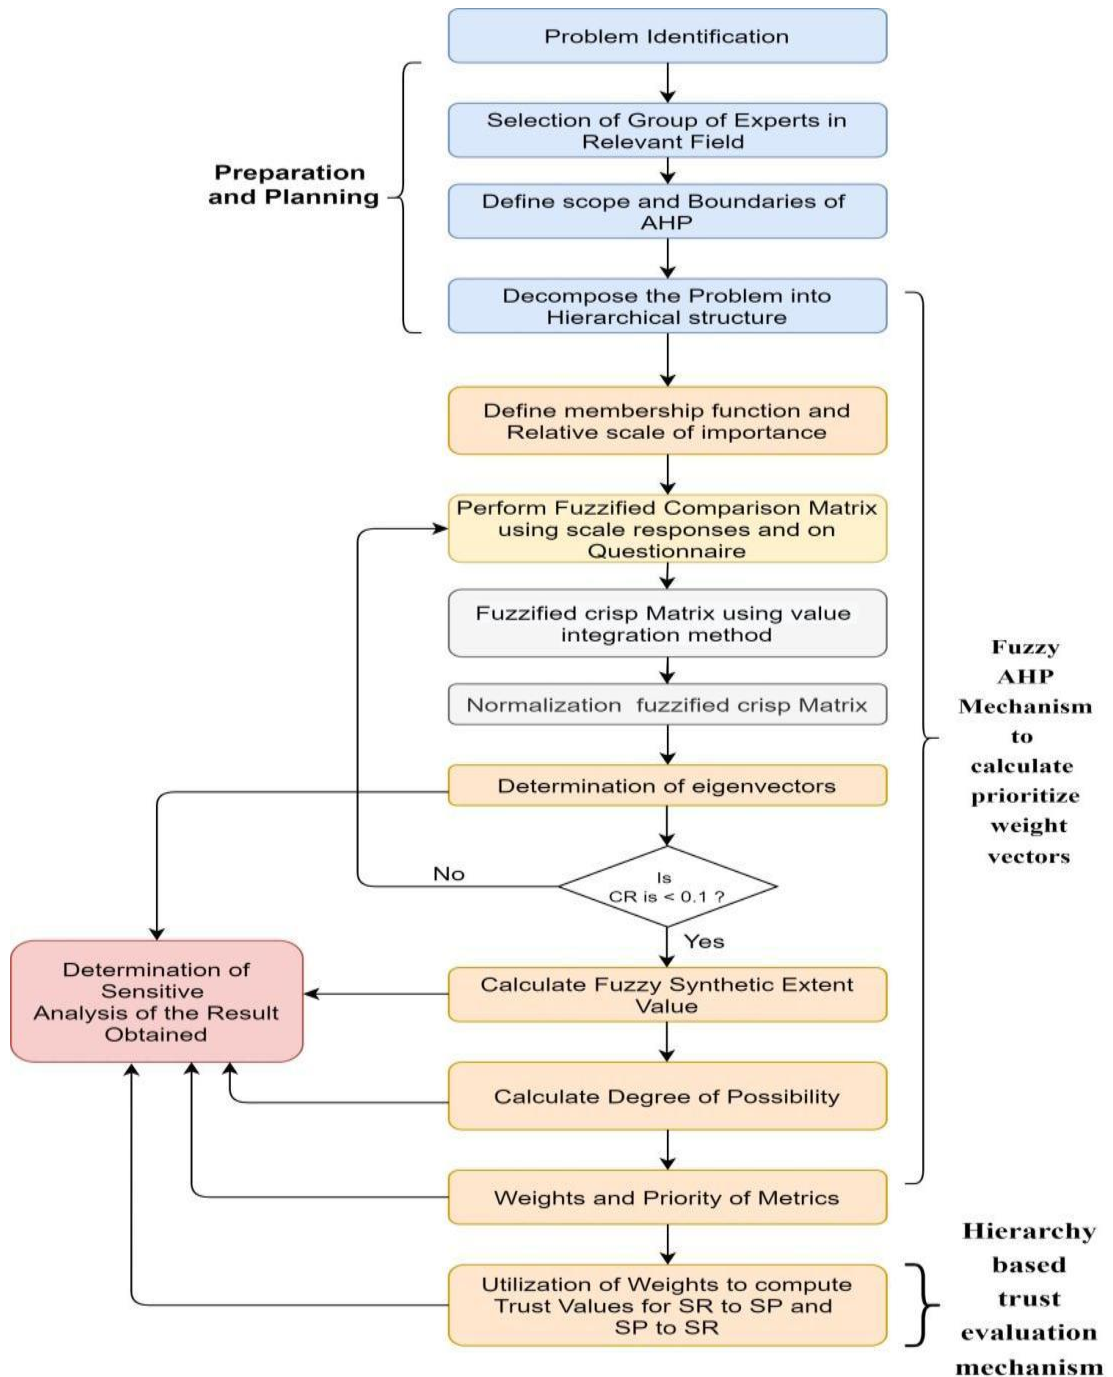 Problem Identification
Selection of Group of Experts in
Relevant Field
Preparation
and Planning
Define scope and Boundaries of
AHP
Decompose the Problem into
Hierarchical structure
Define membership function and
Relative scale of importance
Perform Fuzzified Comparison Matrix
using scale responses and on
Questionnaire
Fuzzified crisp Matrix using value
integration method
Normalization fuzzified crisp Matrix
Fuzzy
AHP
Mechanism
to
calculate
prioritize
weight
vectors
Determination of eigenvectors
Is
CR is < 0.1 ?
No
Yes
Determination of
Sensitive
Analysis of the Result
Obtained
Calculate Fuzzy Synthetic Extent
Value
Calculate Degree of Possibility
Weights and Priority of Metrics
Utilization of Weights to compute
Trust Values for SR to SP and
SP to SR
Hierarchy
based
trust
evaluation
mechanism